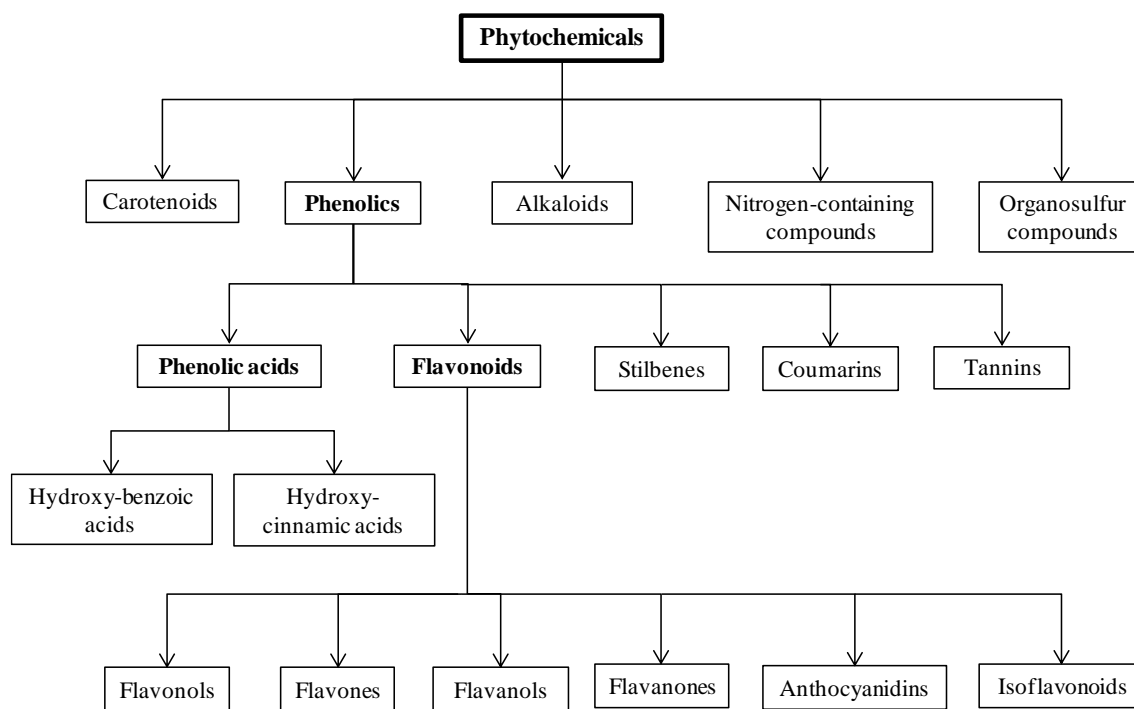 Phytochemicals
Carotenoids
Phenolics
Alkaloids
Nitrogen-containing
compounds
Organosulfur
compounds
Phenolic acids
Flavonoids
Stilbenes
Coumarins
Tannins
Hydroxy-benzoic
acids
Hydroxy-
cinnamic acids
Flavonols
Flavones
Flavanols
Flavanones
Anthocyanidins
Isoflavonoids